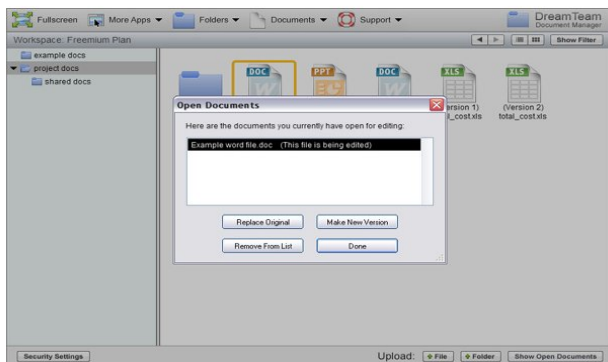 Fullscreen More Apps Folders Documents Support DreamTeam
Document Manager
Workspace: Freemium Plan Show Filter
example docs
project docs
shared docs
DOC PPT DOC XLS XLS
Open Documents
(Version 2)
total_cost.xls
Here are the documents you currently have open for editing:
Example word file.doc (This file is being edited)
Replace Original Make New Version
Remove From List Done
Security Settings Upload: File Folder Show Open Documents